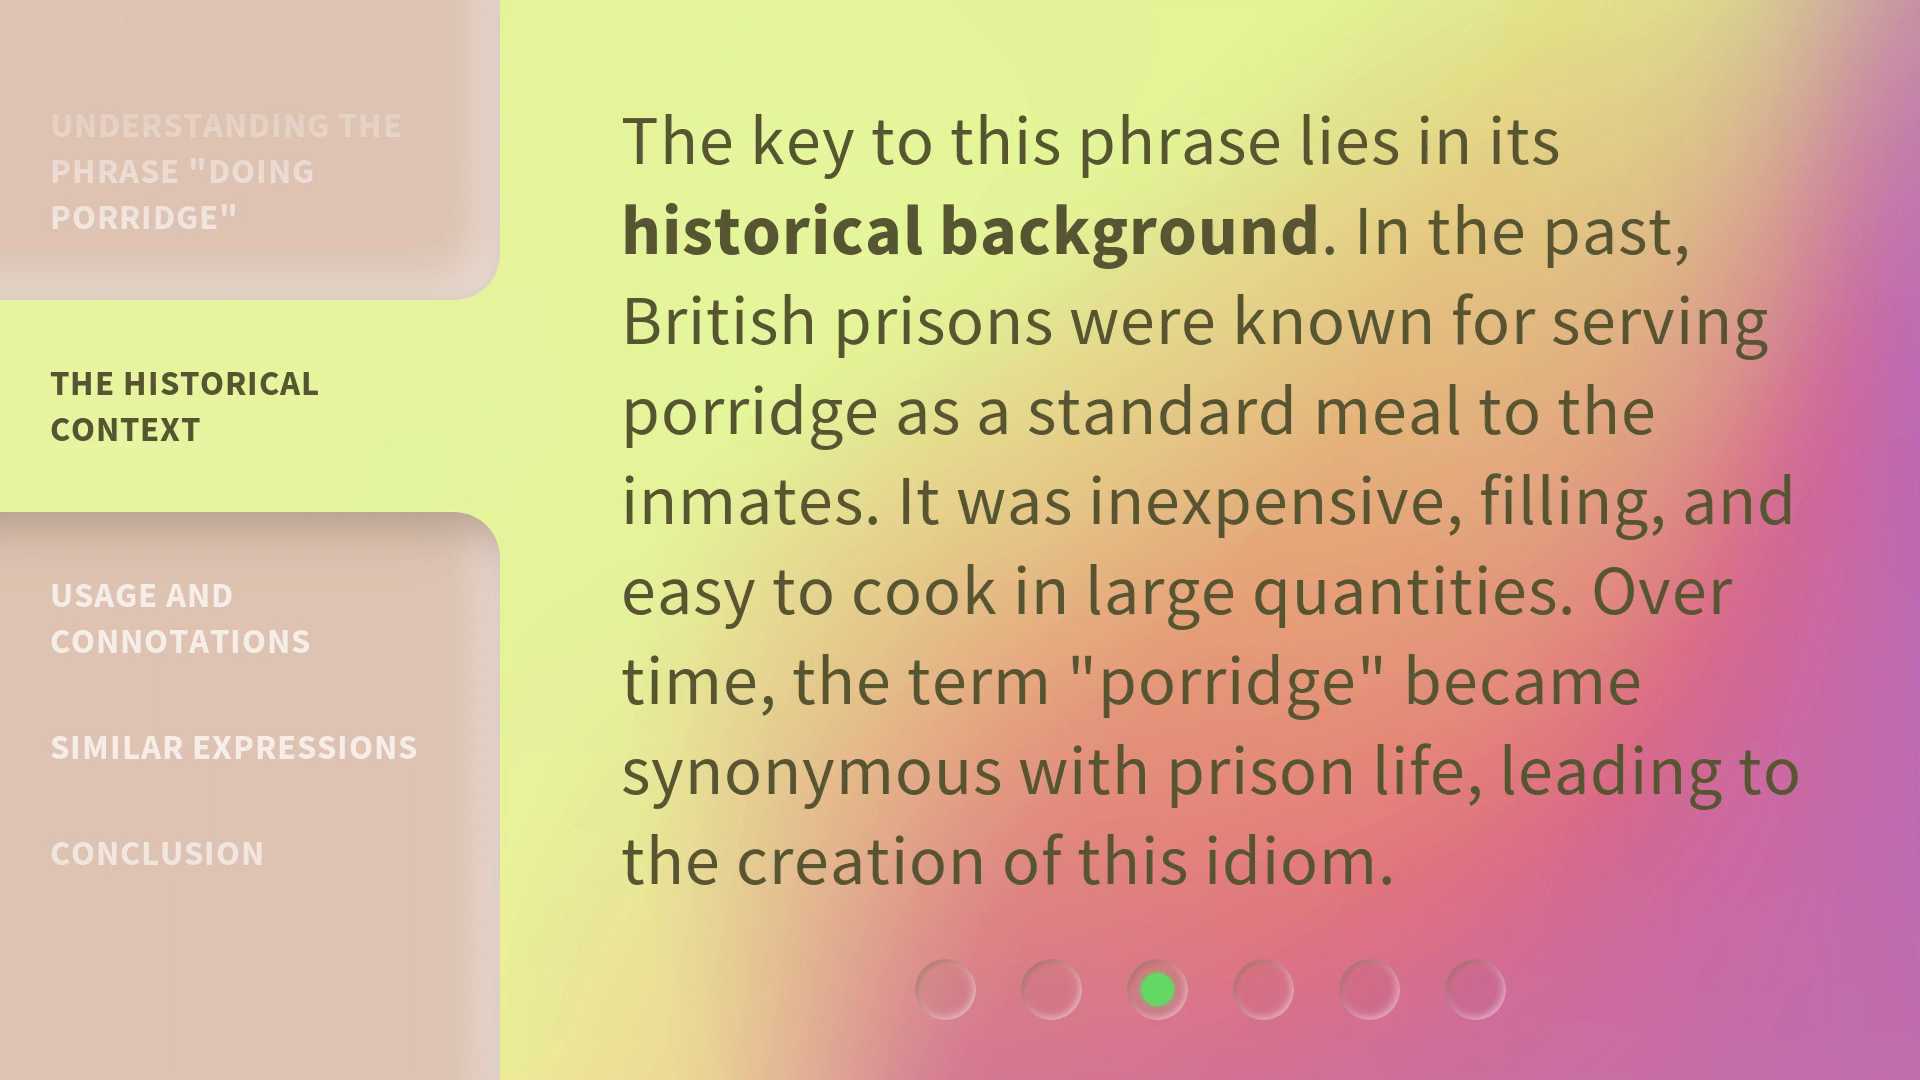 UNDERSTANDING THE
PHRASE "DOING
PORRIDGE"
THE HISTORICAL
CONTEXT
USAGE AND
CONNOTATIONS
SIMILAR EXPRESSIONS
CONCLUSION
The key to this phrase lies in its
historical background. In the past,
British prisons were known for serving
porridge as a standard meal to the
inmates. It was inexpensive, filling, and
easy to cook in large quantities. Over
time, the term "porridge" became
synonymous with prison life, leading to
the creation of this idiom.